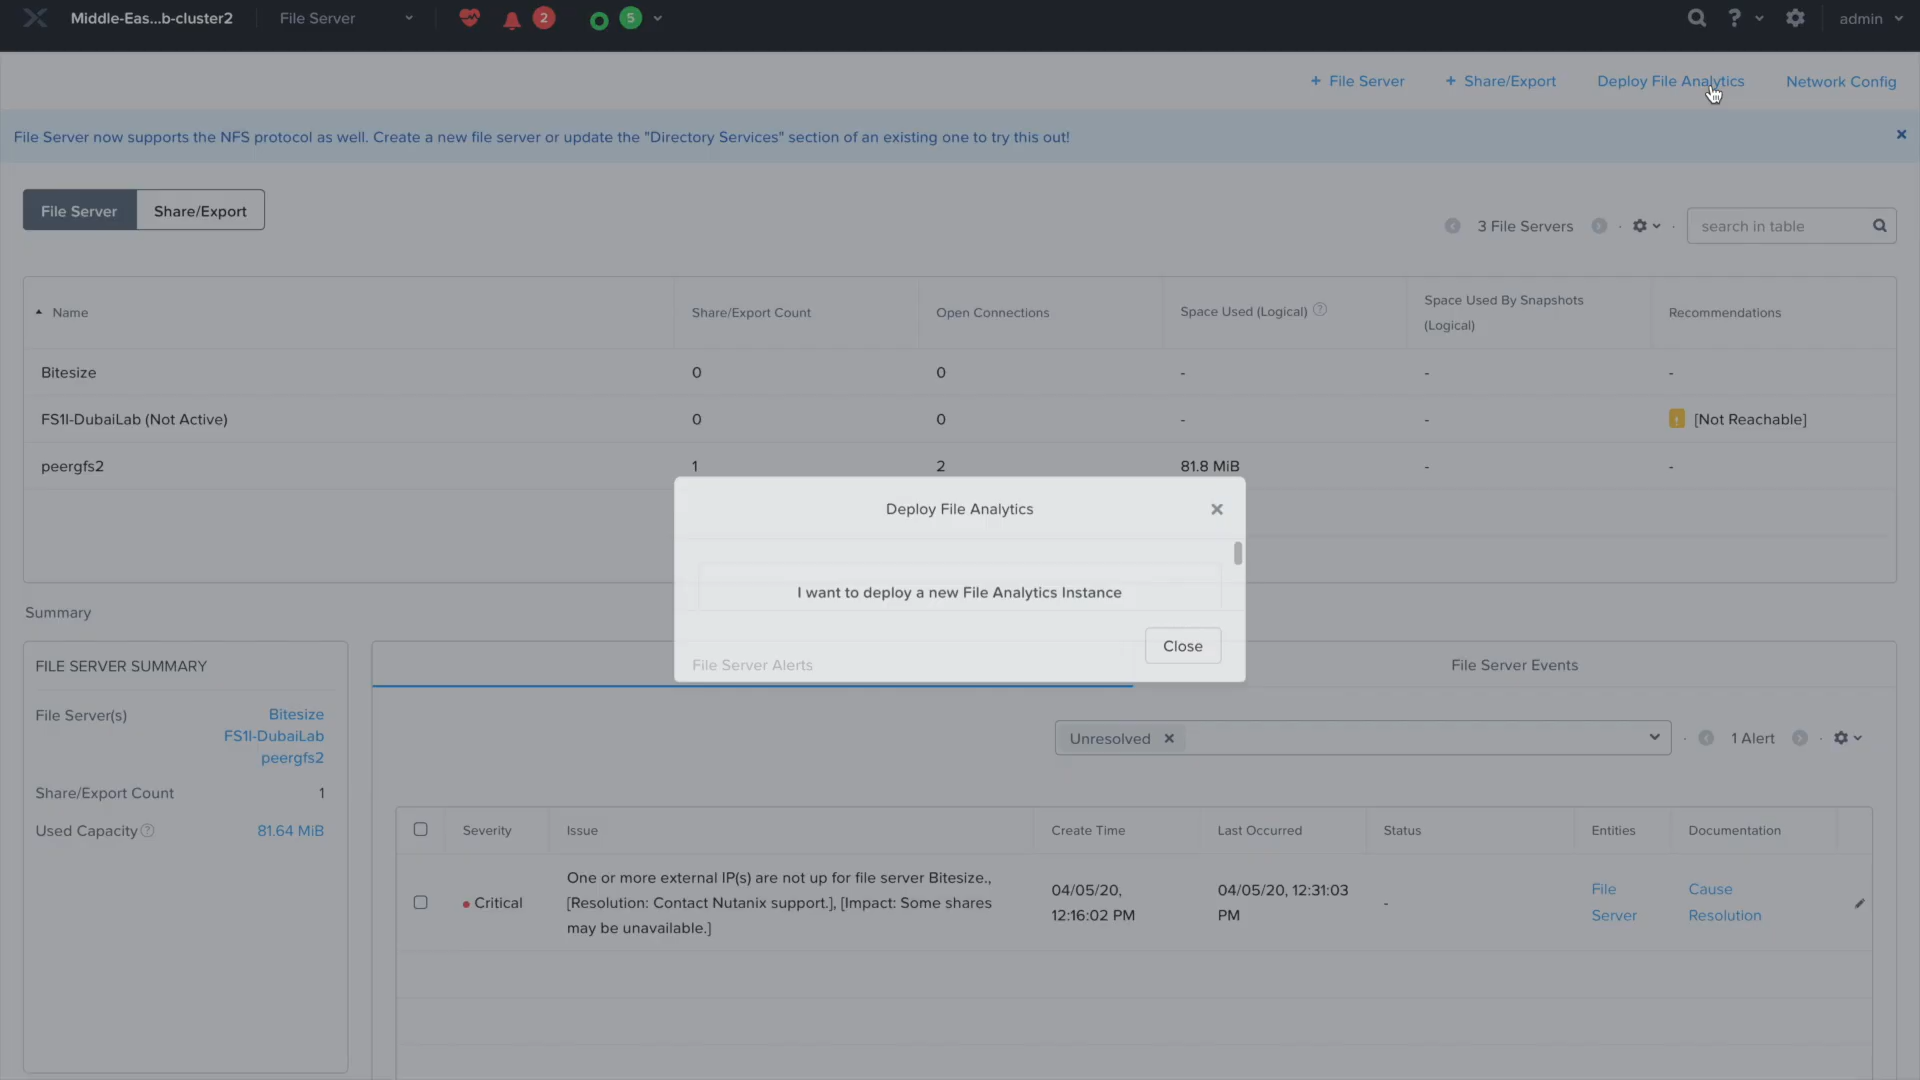 Middle-Eas...b-cluster2
File Server
2
5
?
admin
+ File Server
+ Share/Export
Deploy File Analytics
Network Config
File Server now supports the NFS protocol as well. Create a new file server or update the "Directory Services" section of an existing one to try this out!
File Server
Share/Export
3 File Servers
search in table
Name
Share/Export Count
Open Connections
Space Used (Logical)
Space Used By Snapshots
(Logical)
Recommendations
Bitesize
0
0
-
-
-
FS1l-DubaiLab (Not Active)
0
0
-
-
[Not Reachable]
peergfs2
1
2
81.8 MiB
-
-
Deploy File Analytics
I want to deploy a new File Analytics Instance
Close
Summary
FILE SERVER SUMMARY
File Server(s)
Bitesize
FS1l-DubaiLab
peergfs2
Share/Export Count
1
Used Capacity
81.64 MiB
File Server Alerts
File Server Events
Unresolved
1 Alert
Severity
Issue
Create Time
Last Occurred
Status
Entities
Documentation
Critical
One or more external IP(s) are not up for file server Bitesize.,
[Resolution: Contact Nutanix support.], [Impact: Some shares
may be unavailable.]
04/05/20,
12:16:02 PM
04/05/20, 12:31:03
PM
-
File
Server
Cause
Resolution